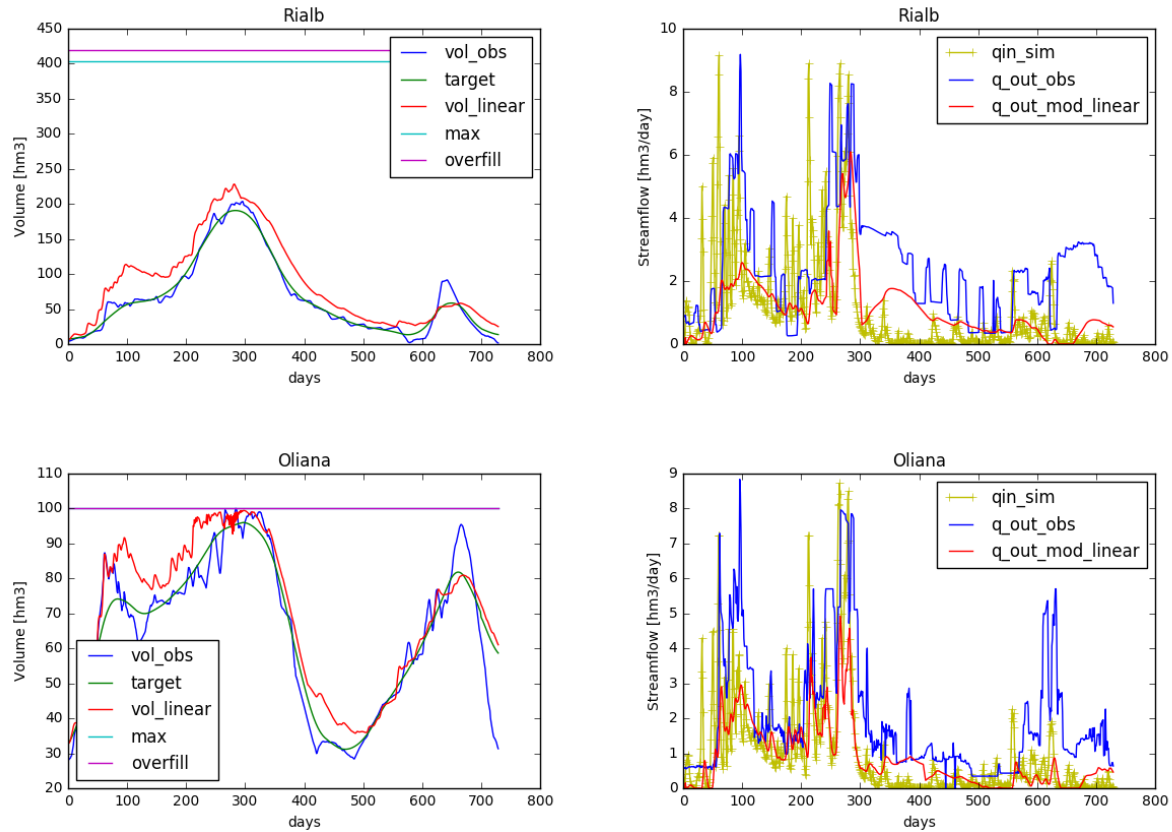 Rialb
450
400
350
300
250
200
150
100
50
0
Volume [hm3]
vol_obs
target
vol_linear
max
overfill
0 100 200 300 400 500 600 700 800
days
Rialb
10
8
6
4
2
0
Streamflow [hm3/day]
qin_sim
q_out_obs
q_out_mod_linear
0 100 200 300 400 500 600 700 800
days
Oliana
110
100
90
80
70
60
50
40
30
20
Volume [hm3]
vol_obs
target
vol_linear
max
overfill
0 100 200 300 400 500 600 700 800
days
Oliana
9
8
7
6
5
4
3
2
1
0
Streamflow [hm3/day]
qin_sim
q_out_obs
q_out_mod_linear
0 100 200 300 400 500 600 700 800
days